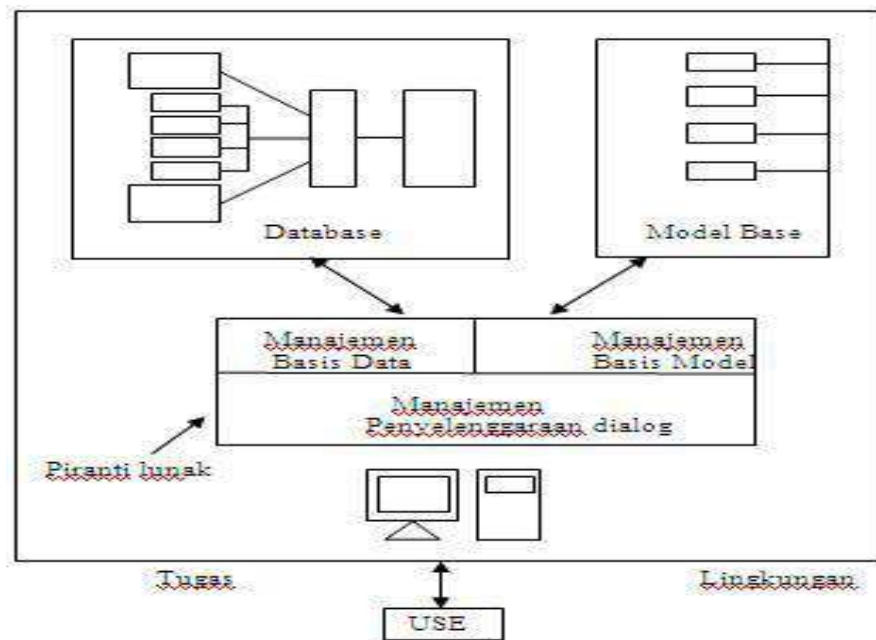 Database
Model Base
Manajemen
Basis Data
Manajemen
Basis Model
Manajemen
Penyelenggaraan dialog
Piranti lunak
Tugas
Lingkungan
USE